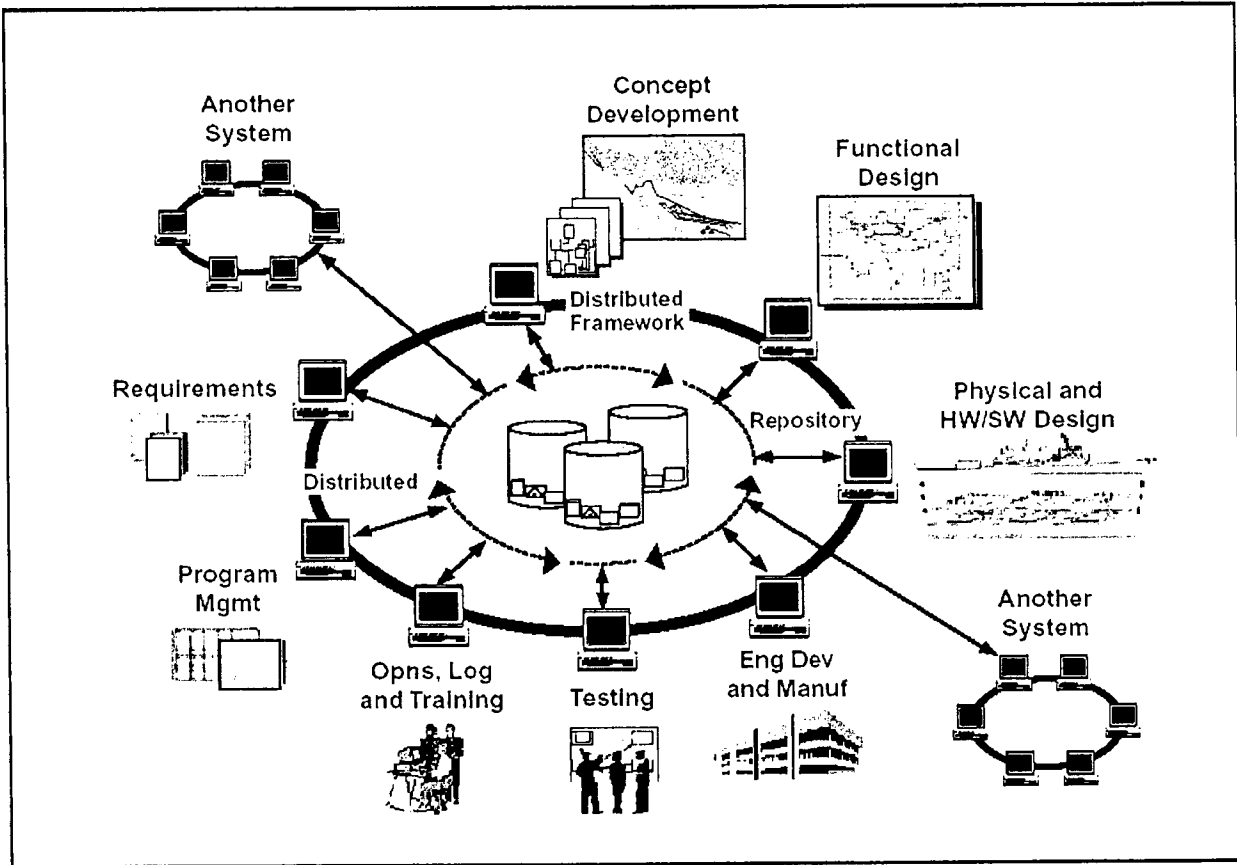 Another
System
Concept
Development
Functional
Design
Distributed
Framework
Requirements
Repository
Physical and
HW/SW Design
Distributed
Program
Mgmt
Opns, Log
and Training
Testing
Eng Dev
and Manuf
Another
System